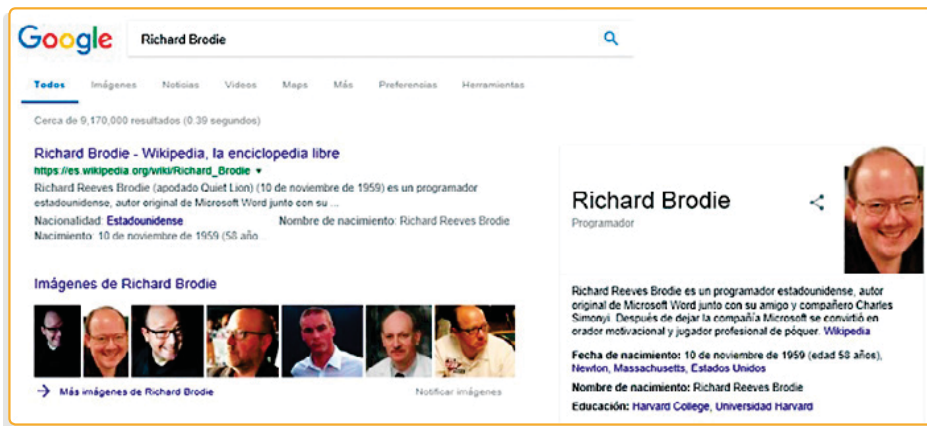 Google
Richard Brodie
Todos Imágenes Noticias Videos Maps Más Preferencias Herramientas
Cerca de 9,170,000 resultados (0.39 segundos)
Richard Brodie - Wikipedia, la enciclopedia libre
https://es.wikipedia.org/wiki/Richard_Brodie
Richard Reeves Brodie (apodado Quiet Lion) (10 de noviembre de 1959) es un programador
estadounidense, autor original de Microsoft Word junto con su ...
Nacionalidad: Estadounidense Nombre de nacimiento: Richard Reeves Brodie
Nacimiento: 10 de noviembre de 1959 (58 año...
Imágenes de Richard Brodie
Más imágenes de Richard Brodie Notificar imágenes
Richard Brodie
Programador
Richard Reeves Brodie es un programador estadounidense, autor
original de Microsoft Word junto con su amigo y compañero Charles
Simonyi. Después de dejar la compañía Microsoft se convirtió en
orador motivacional y jugador profesional de póquer. Wikipedia
Fecha de nacimiento: 10 de noviembre de 1959 (edad 58 años),
Newton, Massachusetts, Estados Unidos
Nombre de nacimiento: Richard Reeves Brodie
Educación: Harvard College, Universidad Harvard